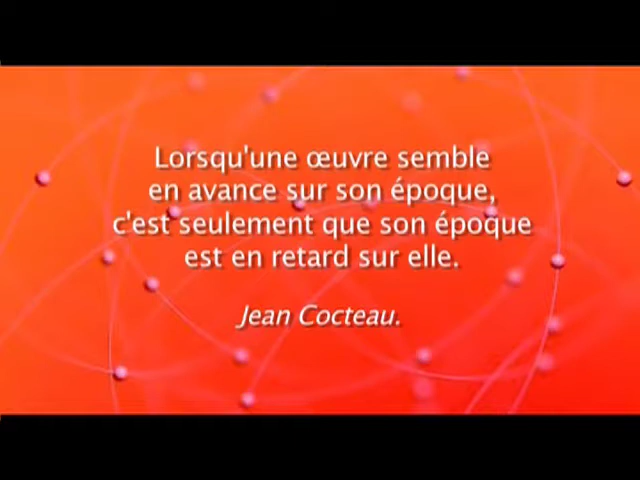 Lorsqu'une œuvre semble
en avance sur son époque,
c'est seulement que son époque
est en retard sur elle.
Jean Cocteau.